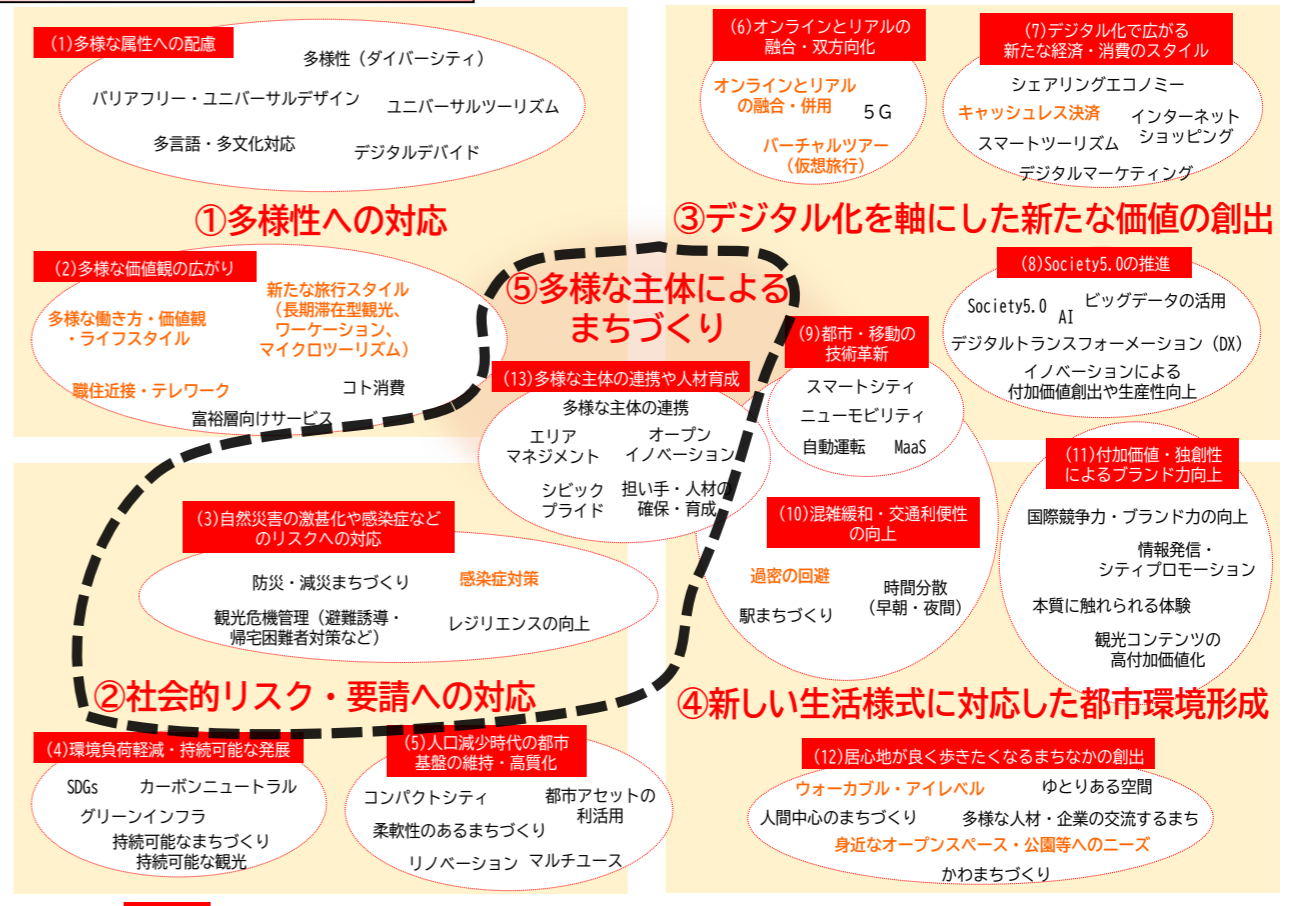 (1)多様な属性への配慮
多様性（ダイバーシティ）
バリアフリー・ユニバーサルデザイン
ユニバーサルツーリズム
多言語・多文化対応
デジタルデバイド
①多様性への対応
(2)多様な価値観の広がり
新たな旅行スタイル
（長期滞在型観光、
ワーケーション、
マイクロツーリズム）
多様な働き方・価値観
・ライフスタイル
職住近接・テレワーク
コト消費
富裕層向けサービス
(3)自然災害の激甚化や感染症など
のリスクへの対応
防災・減災まちづくり
感染症対策
観光危機管理（避難誘導・
帰宅困難者対策など）
レジリエンスの向上
②社会的リスク・要請への対応
(4)環境負荷軽減・持続可能な発展
SDGs
カーボンニュートラル
グリーンインフラ
持続可能なまちづくり
持続可能な観光
(5)人口減少時代の都市
基盤の維持・高質化
コンパクトシティ
都市アセットの
利活用
柔軟性のあるまちづくり
リノベーション
マルチユース
(6)オンラインとリアルの
融合・双方向化
オンラインとリアル
の融合・併用
５Ｇ
バーチャルツアー
（仮想旅行）
(7)デジタル化で広がる
新たな経済・消費のスタイル
シェアリングエコノミー
キャッシュレス決済
インターネット
ショッピング
スマートツーリズム
デジタルマーケティング
③デジタル化を軸にした新たな価値の創出
(8)Society5.0の推進
Society5.0
AI
ビッグデータの活用
デジタルトランスフォーメーション（DX）
イノベーションによる
付加価値創出や生産性向上
(9)都市・移動の
技術革新
スマートシティ
ニューモビリティ
自動運転
MaaS
⑤多様な主体による
まちづくり
(13)多様な主体の連携や人材育成
多様な主体の連携
エリア
マネジメント
オープン
イノベーション
シビック
プライド
担い手・人材の
確保・育成
(10)混雑緩和・交通利便性
の向上
過密の回避
時間分散
（早朝・夜間）
駅まちづくり
(11)付加価値・独創性
によるブランド力向上
国際競争力・ブランド力の向上
情報発信・
シティプロモーション
本質に触れられる体験
観光コンテンツの
高付加価値化
④新しい生活様式に対応した都市環境形成
(12)居心地が良く歩きたくなるまちなかの創出
ウォーカブル・アイレベル
ゆとりある空間
人間中心のまちづくり
多様な人材・企業の交流するまち
身近なオープンスペース・公園等へのニーズ
かわまちづくり